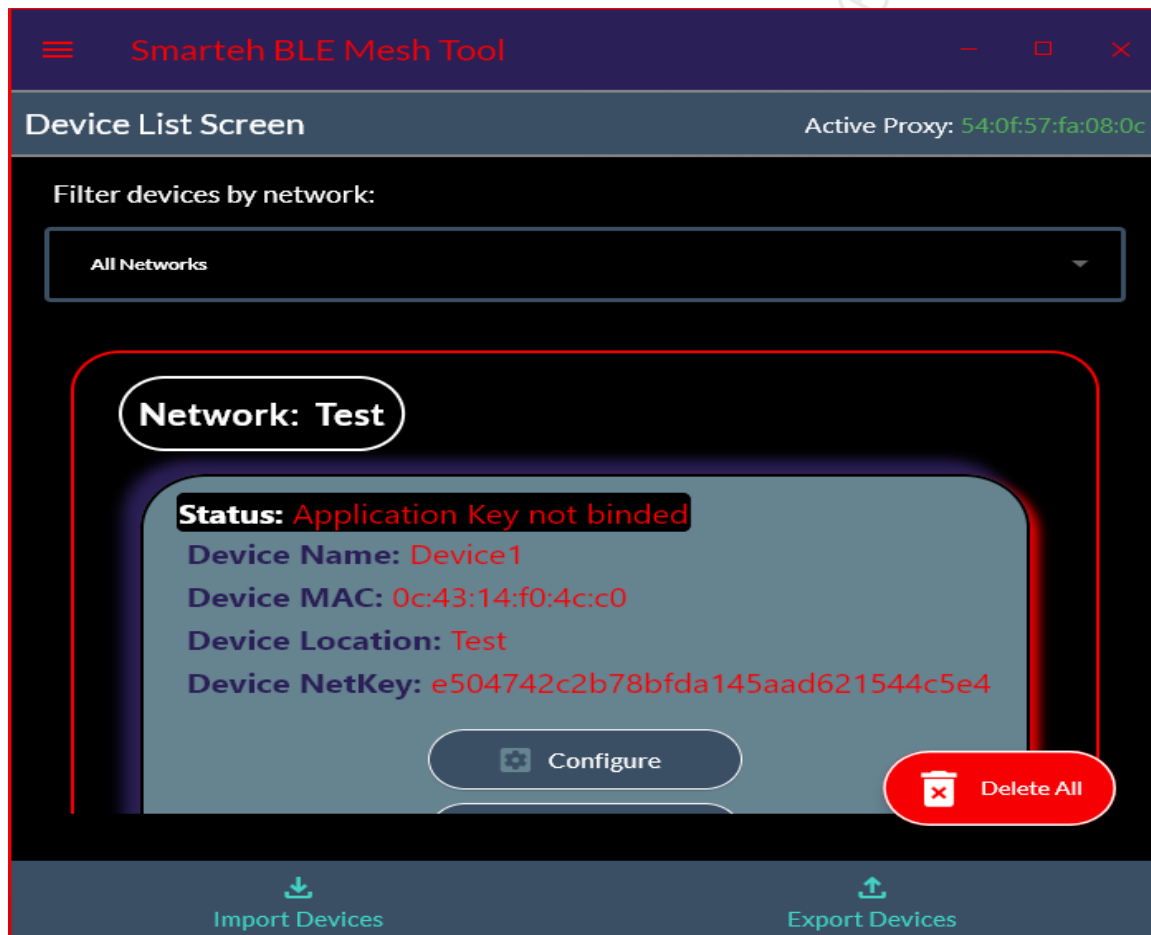 Smarteh BLE Mesh Tool
Device List Screen
Active Proxy: 54:0f:57:fa:08:0c
Filter devices by network:
All Networks
Network: Test
Status: Application Key not binded
Device Name: Device1
Device MAC: 0c:43:14:f0:4c:c0
Device Location: Test
Device NetKey: e504742c2b78bfda145aad621544c5e4
Configure
Delete All
Import Devices
Export Devices